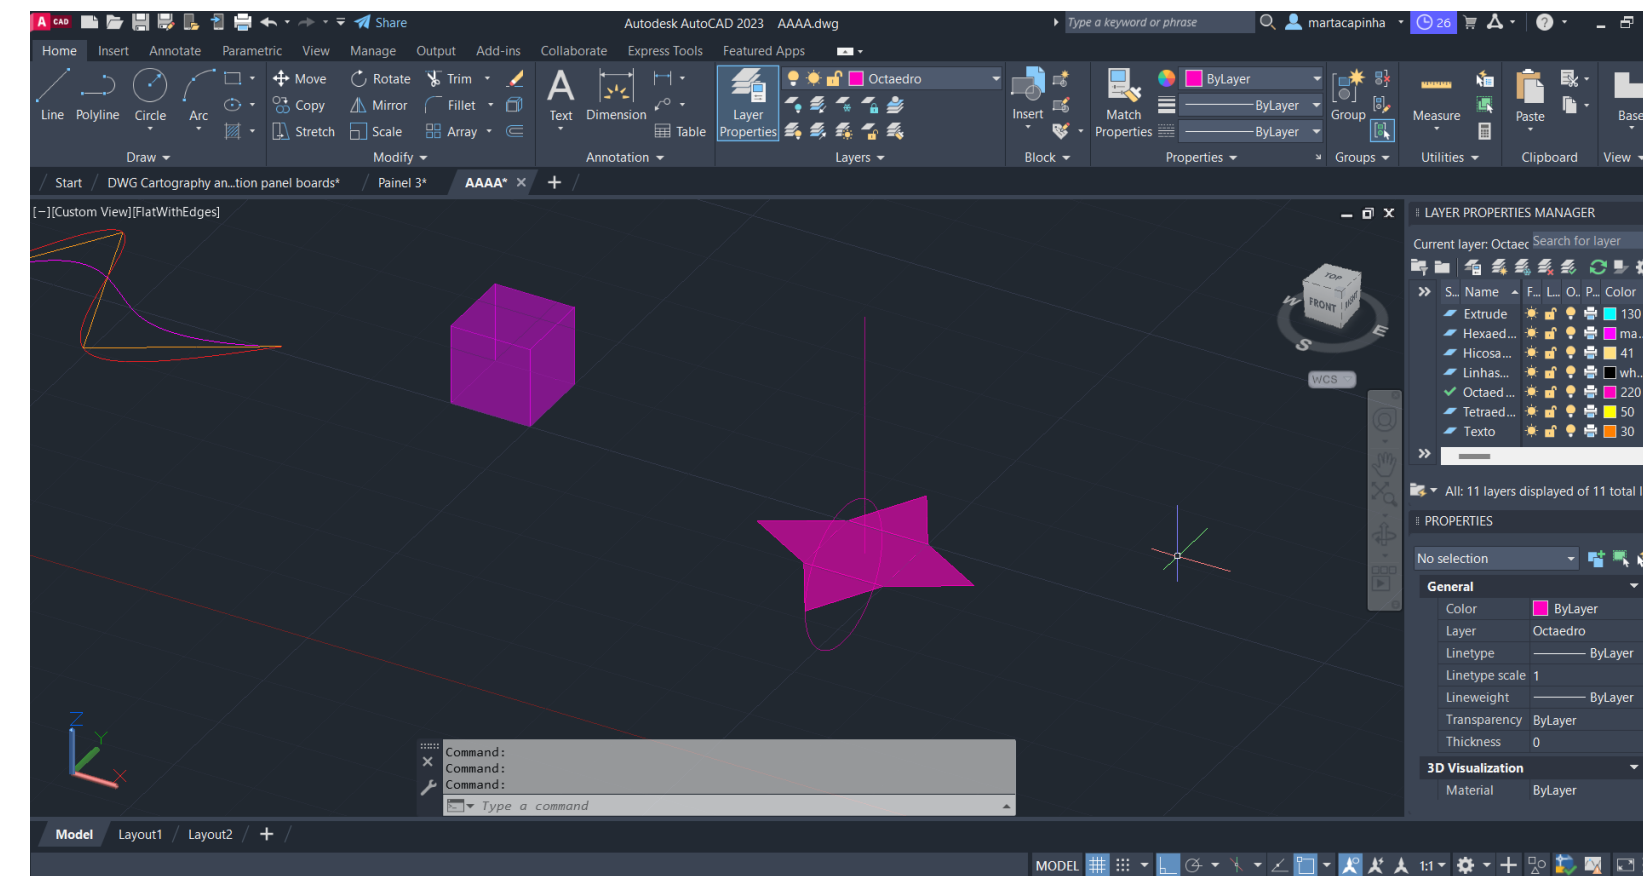 A CAD Share Autodesk AutoCAD 2023 AAAA.dwg Type a keyword or phrase martacapinha 26
Home Insert Annotate Parametric View Manage Output Add-ins Collaborate Express Tools Featured Apps
Line Polyline Circle Arc
Move Rotate Trim
Copy Mirror Fillet
Stretch Scale Array
Text Dimension Table
Layer Properties
Octaedro
Insert
Match Properties
ByLayer
ByLayer
ByLayer
Group
Measure
Paste
Base
Draw Modify Annotation Layers Block Properties Groups Utilities Clipboard View
Start DWG Cartography an...tion panel boards* Painel 3* AAAA*
[−][Custom View][FlatWithEdges]
TOP
FRONT RIGHT
W S E
WCS
LAYER PROPERTIES MANAGER
Current layer: Octaec Search for layer
S.. Name F... L... O.. P... Color
Extrude 130
Hexaed... ma...
Hicosa... 41
Linhas... wh...
Octaed... 220
Tetraed... 50
Texto 30
All: 11 layers displayed of 11 total l
PROPERTIES
No selection
General
Color ByLayer
Layer Octaedro
Linetype ByLayer
Linetype scale 1
Lineweight ByLayer
Transparency ByLayer
Thickness 0
3D Visualization
Material ByLayer
Z
Y
X
Command:
Command:
Command:
Type a command
Model Layout1 Layout2
MODEL 1:1